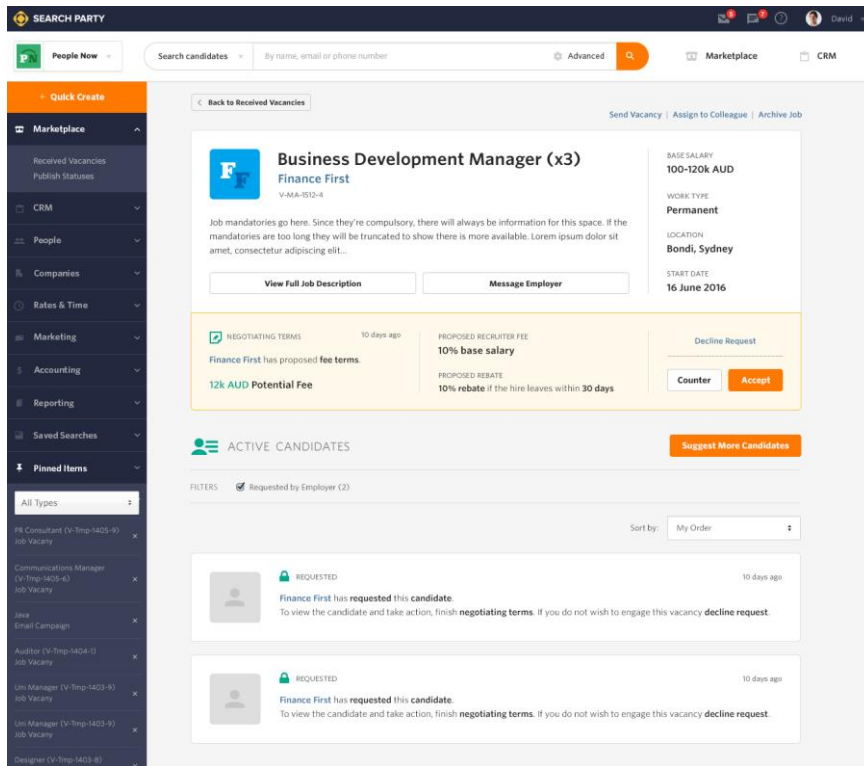 SEARCH PARTY
5
2
?
David
PN
People Now
Search candidates
By name, email or phone number
Advanced
Marketplace
CRM
Quick Create
Marketplace
Received Vacancies
Publish Statuses
CRM
People
Companies
Rates & Time
Marketing
Accounting
Reporting
Saved Searches
Pinned Items
All Types
PR Consultant (V-Tmp-1405-9)
Job Vacany
Communications Manager
(V-Tmp-1405-6)
Job Vacany
Java
Email Campaign
Auditor (V-Tmp-1404-1)
Job Vacany
Uni Manager (V-Tmp-1403-9)
Job Vacany
Uni Manager (V-Tmp-1403-9)
Job Vacany
Designer (V-Tmp-1403-8)
< Back to Received Vacancies
Send Vacancy | Assign to Colleague | Archive Job
FF
Business Development Manager (x3)
Finance First
V-MA-1512-4
Job mandatories go here. Since they're compulsory, there will always be information for this space. If the
mandatories are too long they will be truncated to show there is more available. Lorem ipsum dolor sit
amet, consectetur adipiscing elit...
View Full Job Description
Message Employer
BASE SALARY
100-120k AUD
WORK TYPE
Permanent
LOCATION
Bondi, Sydney
START DATE
16 June 2016
NEGOTIATING TERMS
10 days ago
Finance First has proposed fee terms.
12k AUD Potential Fee
PROPOSED RECRUITER FEE
10% base salary
PROPOSED REBATE
10% rebate if the hire leaves within 30 days
Decline Request
Counter
Accept
ACTIVE CANDIDATES
Suggest More Candidates
FILTERS Requested by Employer (2)
Sort by: My Order
REQUESTED
10 days ago
Finance First has requested this candidate.
To view the candidate and take action, finish negotiating terms. If you do not wish to engage this vacancy decline request.
REQUESTED
10 days ago
Finance First has requested this candidate.
To view the candidate and take action, finish negotiating terms. If you do not wish to engage this vacancy decline request.